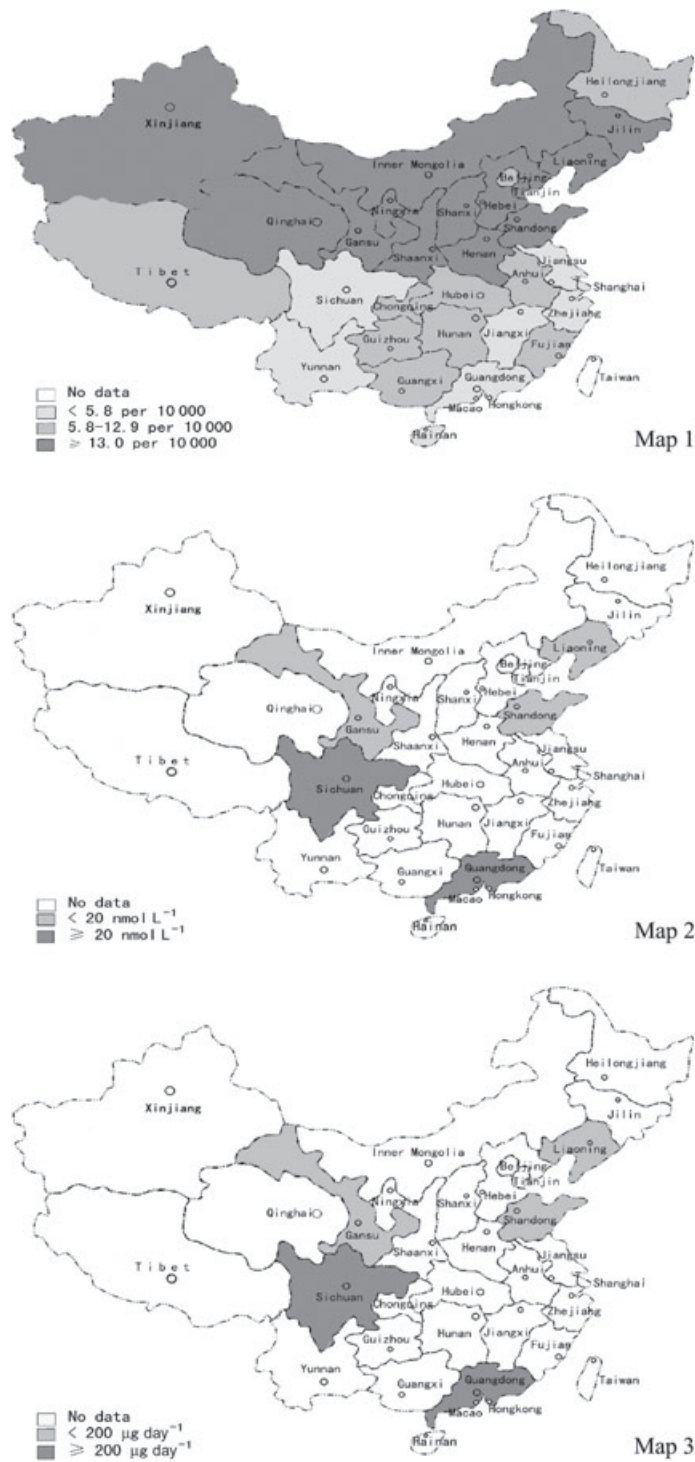 Heilongjiang
Xinjiang
Jilin
Inner Mongolia
Liaoning
Beijing
Tianjin
Ningxia
Shanxi
Hebei
Qinghai
Gansu
Shandong
Shaanxi
Henan
Jiangsu
Tibet
Anhui
Shanghai
Sichuan
Hubei
Chongqing
Zhejiang
Hunan
Jiangxi
Guizhou
Fujian
Yunnan
Guangxi
Guangdong
Taiwan
Macao
Hongkong
Hainan
No data
< 5.8 per 10 000
5.8-12.9 per 10 000
≥ 13.0 per 10 000
Map 1
Heilongjiang
Xinjiang
Jilin
Inner Mongolia
Liaoning
Beijing
Tianjin
Ningxia
Shanxi
Hebei
Qinghai
Gansu
Shandong
Shaanxi
Henan
Jiangsu
Tibet
Anhui
Shanghai
Sichuan
Hubei
Chongqing
Zhejiang
Hunan
Jiangxi
Guizhou
Fujian
Yunnan
Guangxi
Guangdong
Taiwan
Macao
Hongkong
Hainan
No data
< 20 nmol L⁻¹
≥ 20 nmol L⁻¹
Map 2
Heilongjiang
Xinjiang
Jilin
Inner Mongolia
Liaoning
Beijing
Tianjin
Ningxia
Shanxi
Hebei
Qinghai
Gansu
Shandong
Shaanxi
Henan
Jiangsu
Tibet
Anhui
Shanghai
Sichuan
Hubei
Chongqing
Zhejiang
Hunan
Jiangxi
Guizhou
Fujian
Yunnan
Guangxi
Guangdong
Taiwan
Macao
Hongkong
Hainan
No data
< 200 µg day⁻¹
≥ 200 µg day⁻¹
Map 3